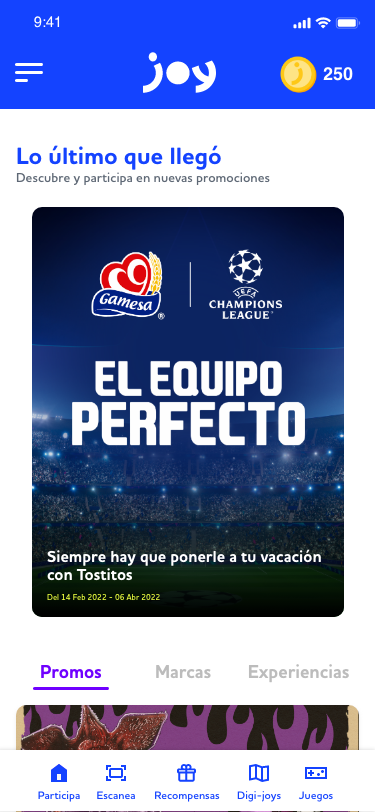 9:41
joy
250
Lo último que llegó
Descubre y participa en nuevas promociones
Gamesa®
UEFA
CHAMPIONS
LEAGUE
EL EQUIPO
PERFECTO
Siempre hay que ponerle a tu vacación
con Tostitos
Del 14 Feb 2022 - 06 Abr 2022
Promos Marcas Experiencias
Participa Escanea Recompensas Digi-joys Juegos